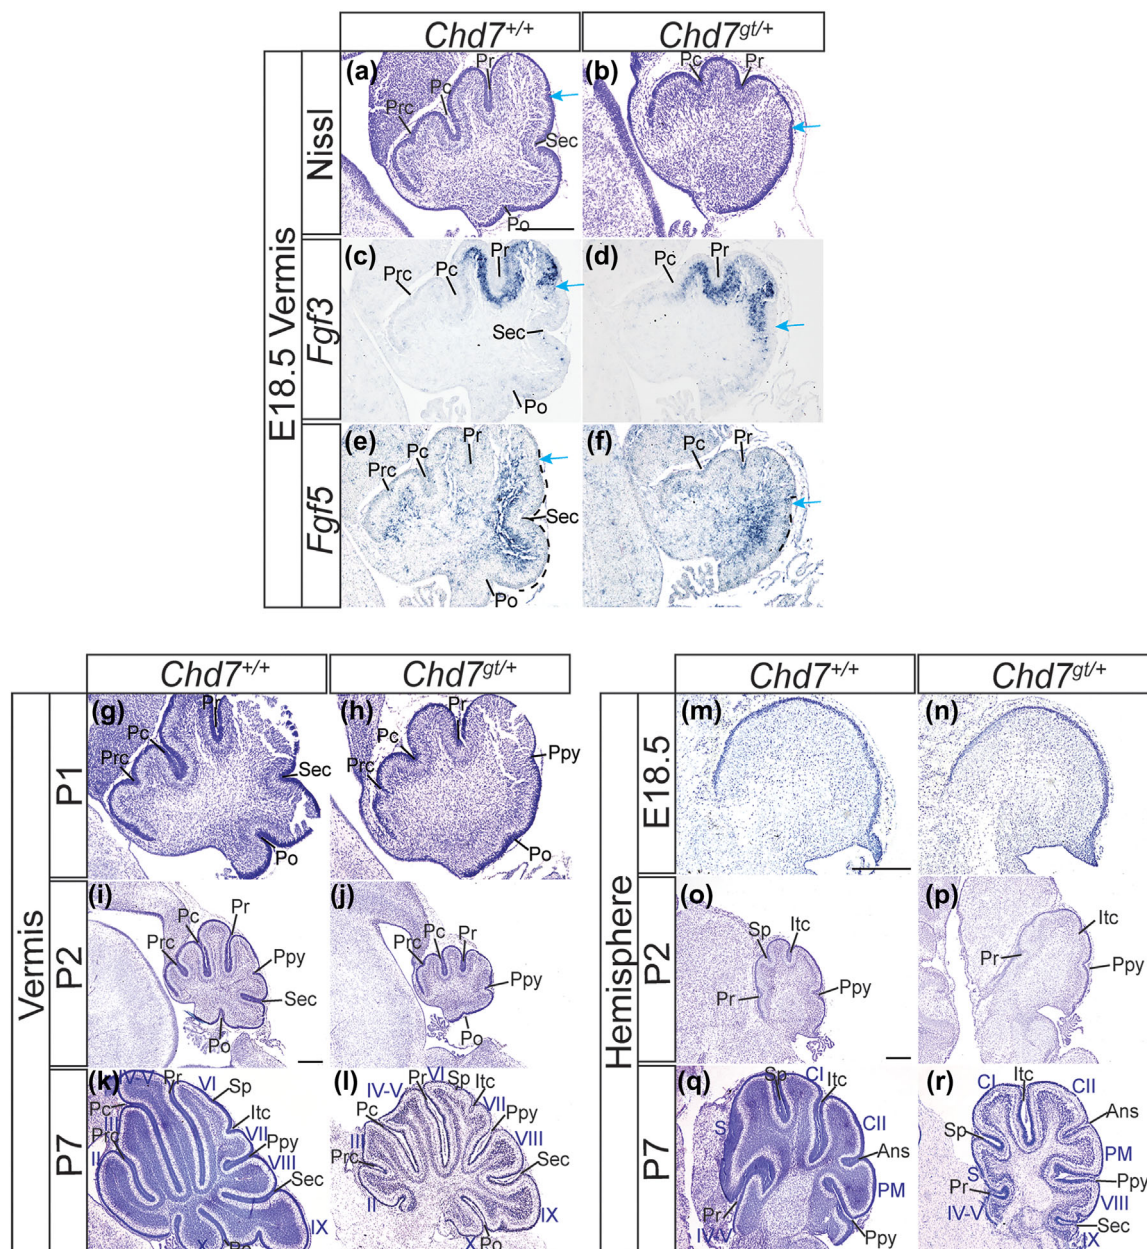 Chd7+/+ Chd7gt/+
E18.5 Vermis
Nissl
(a) Prc Pc Pr Sec Po
(b) Pc Pr
Fgf3
(c) Prc Pc Pr Sec Po
(d) Pc Pr
Fgf5
(e) Prc Pc Pr Sec Po
(f) Pc Pr
Chd7+/+ Chd7gt/+
Vermis
P1
(g) Prc Pc Pr Sec Po
(h) Prc Pc Pr Ppy Po
P2
(i) Prc Pc Pr Ppy Sec Po
(j) Prc Pc Pr Ppy Po
P7
(k) IV-V Pr VI Sp Pc III Itc Prc VII Ppy II VIII Sec IX X Po
(l) Pr VI Sp Itc IV-V VII Pc Ppy III VIII Prc Sec II IX X Po
Chd7+/+ Chd7gt/+
Hemisphere
E18.5
(m)
(n)
P2
(o) Sp Itc Pr Ppy
(p) Itc Pr Ppy
P7
(q) Sp CI Itc CII S Ans PM Pr Ppy IV-V
(r) Itc CI CII Ans Sp PM S Ppy Pr VIII IV-V Sec IX